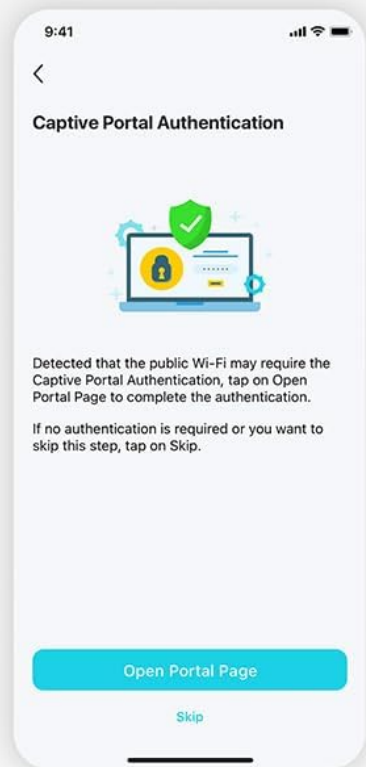 9:41
Captive Portal Authentication
Detected that the public Wi-Fi may require the
Captive Portal Authentication, tap on Open
Portal Page to complete the authentication.
If no authentication is required or you want to
skip this step, tap on Skip.
Open Portal Page
Skip